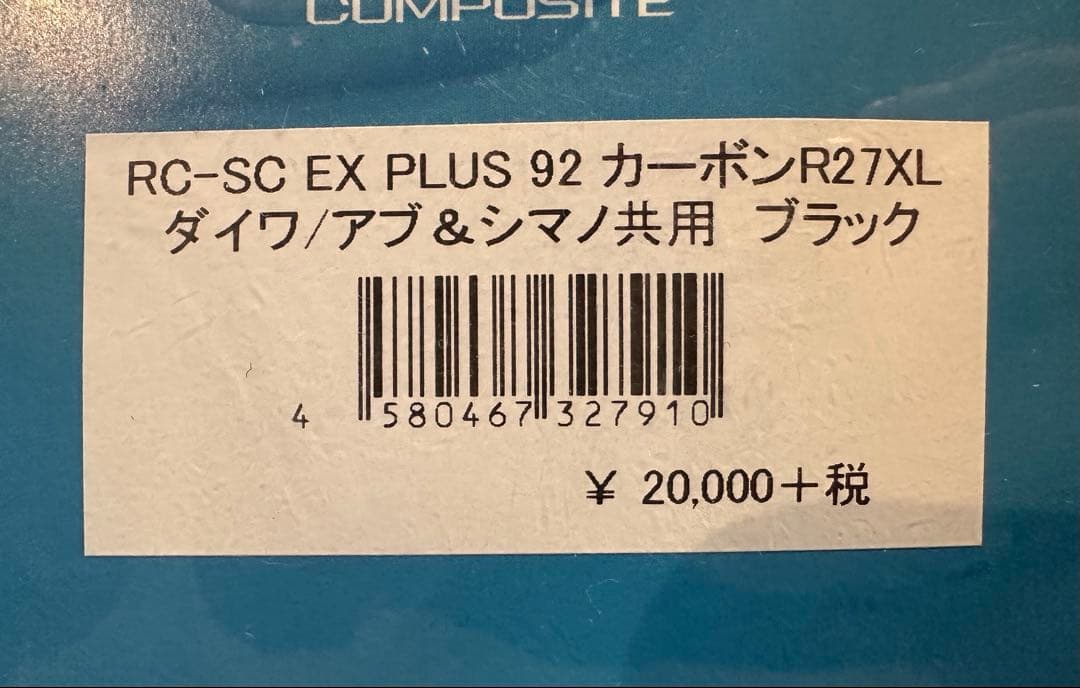 COMPOSITE
RC-SC EX PLUS 92 カーボンR27XL
ダイワ/アブ&シマノ共用　ブラック
4 580467 327910
¥ 20,000+税